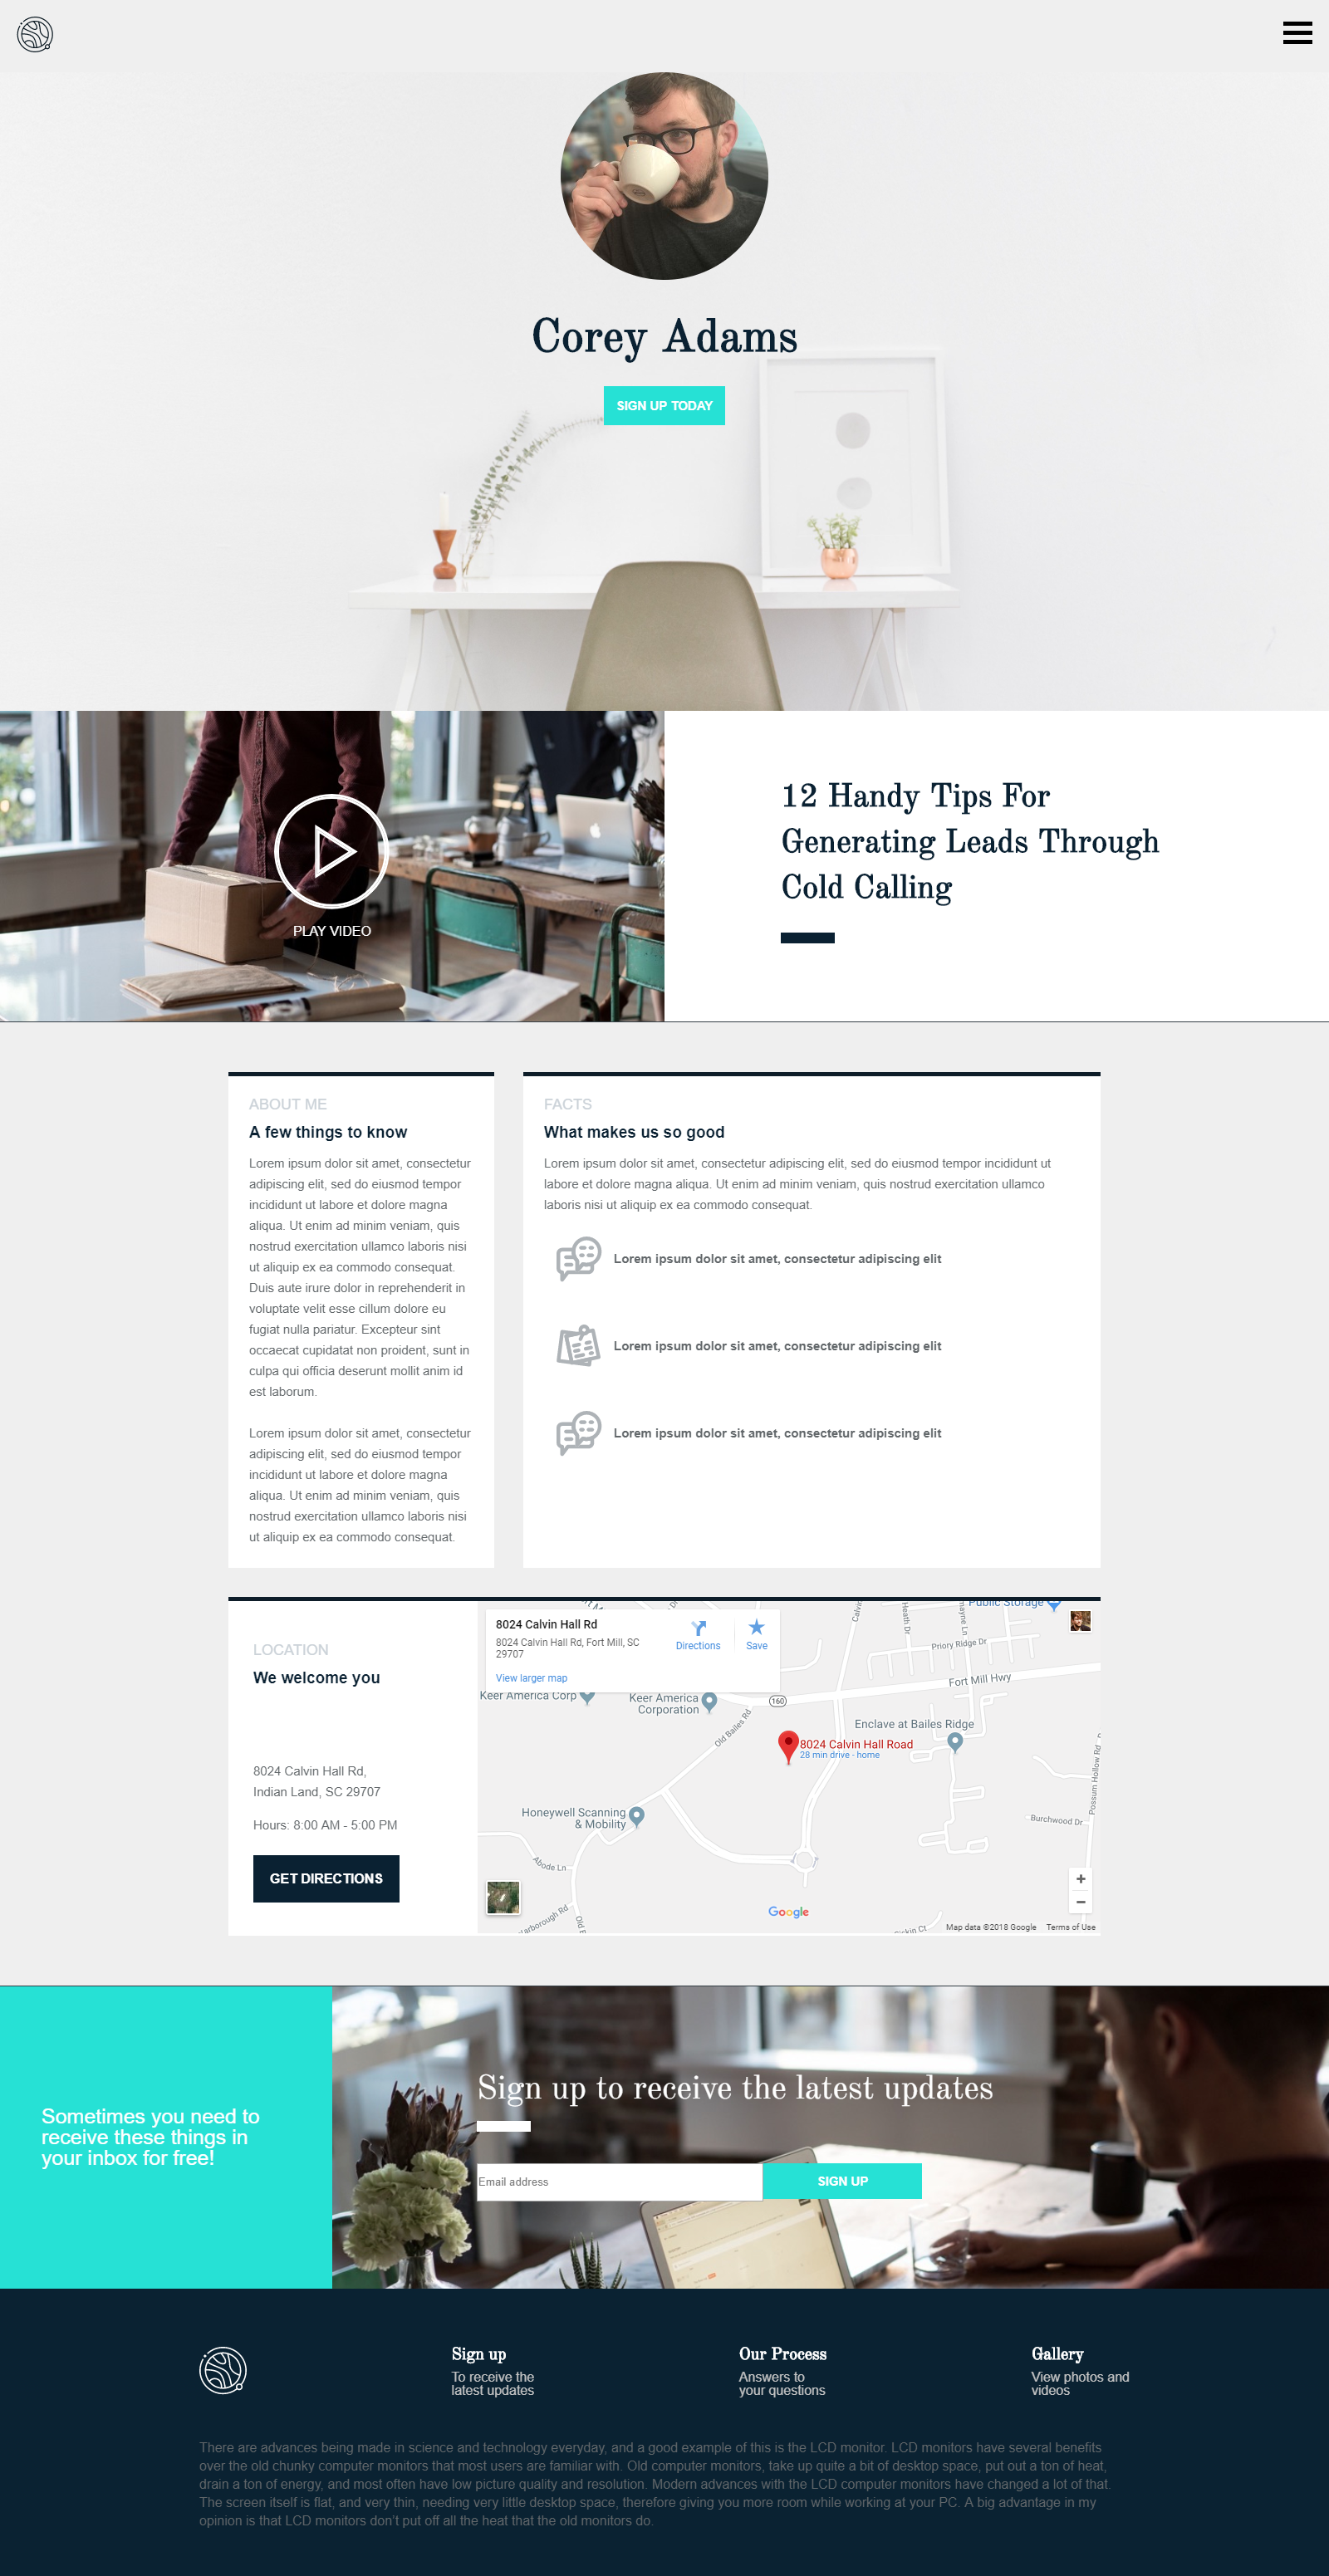 Corey Adams
SIGN UP TODAY
PLAY VIDEO
12 Handy Tips For
Generating Leads Through
Cold Calling
ABOUT ME
A few things to know
Lorem ipsum dolor sit amet, consectetur
adipiscing elit, sed do eiusmod tempor
incididunt ut labore et dolore magna
aliqua. Ut enim ad minim veniam, quis
nostrud exercitation ullamco laboris nisi
ut aliquip ex ea commodo consequat.
Duis aute irure dolor in reprehenderit in
voluptate velit esse cillum dolore eu
fugiat nulla pariatur. Excepteur sint
occaecat cupidatat non proident, sunt in
culpa qui officia deserunt mollit anim id
est laborum.
Lorem ipsum dolor sit amet, consectetur
adipiscing elit, sed do eiusmod tempor
incididunt ut labore et dolore magna
aliqua. Ut enim ad minim veniam, quis
nostrud exercitation ullamco laboris nisi
ut aliquip ex ea commodo consequat.
FACTS
What makes us so good
Lorem ipsum dolor sit amet, consectetur adipiscing elit, sed do eiusmod tempor incididunt ut
labore et dolore magna aliqua. Ut enim ad minim veniam, quis nostrud exercitation ullamco
laboris nisi ut aliquip ex ea commodo consequat.
Lorem ipsum dolor sit amet, consectetur adipiscing elit
Lorem ipsum dolor sit amet, consectetur adipiscing elit
Lorem ipsum dolor sit amet, consectetur adipiscing elit
LOCATION
We welcome you
8024 Calvin Hall Rd,
Indian Land, SC 29707
Hours: 8:00 AM - 5:00 PM
GET DIRECTIONS
8024 Calvin Hall Rd
8024 Calvin Hall Rd, Fort Mill, SC
29707
View larger map
Directions
Save
Calvin
Heath Dr
mayne Ln
Public Storage
Priory Ridge Dr
Fort Mill Hwy
Keer America Corp
Keer America
Corporation
160
Old Bailes Rd
Enclave at Bailes Ridge
8024 Calvin Hall Road
28 min drive - home
Possum Hollow Rd
Honeywell Scanning
& Mobility
Burchwood Dr
Abode Ln
arborough Rd
Old
Google
Siskin Ct
Map data ©2018 Google
Terms of Use
Sometimes you need to
receive these things in
your inbox for free!
Sign up to receive the latest updates
Email address
SIGN UP
Sign up
To receive the
latest updates
Our Process
Answers to
your questions
Gallery
View photos and
videos
There are advances being made in science and technology everyday, and a good example of this is the LCD monitor. LCD monitors have several benefits
over the old chunky computer monitors that most users are familiar with. Old computer monitors, take up quite a bit of desktop space, put out a ton of heat,
drain a ton of energy, and most often have low picture quality and resolution. Modern advances with the LCD computer monitors have changed a lot of that.
The screen itself is flat, and very thin, needing very little desktop space, therefore giving you more room while working at your PC. A big advantage in my
opinion is that LCD monitors don’t put off all the heat that the old monitors do.